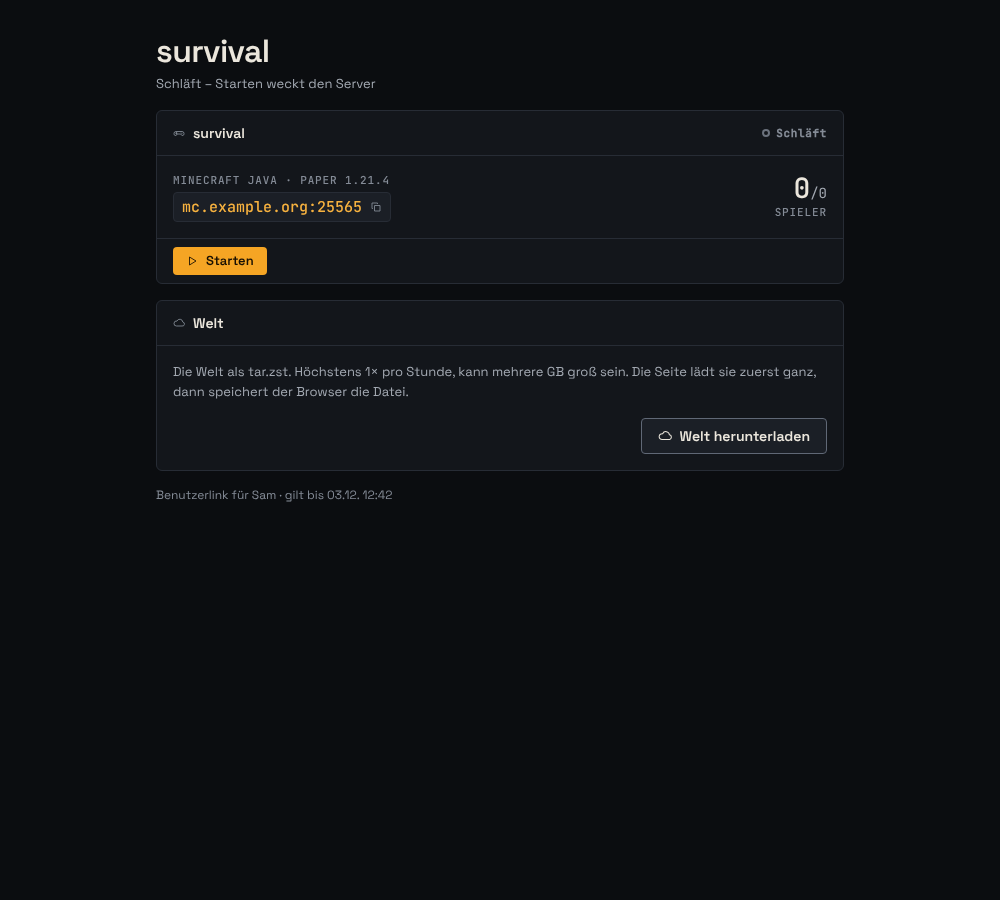 survival
Schläft – Starten weckt den Server
survival
Schläft
MINECRAFT JAVA · PAPER 1.21.4
mc.example.org:25565
0/0
SPIELER
Starten
Welt
Die Welt als tar.zst. Höchstens 1× pro Stunde, kann mehrere GB groß sein. Die Seite lädt sie zuerst ganz,
dann speichert der Browser die Datei.
Welt herunterladen
Benutzerlink für Sam · gilt bis 03.12. 12:42